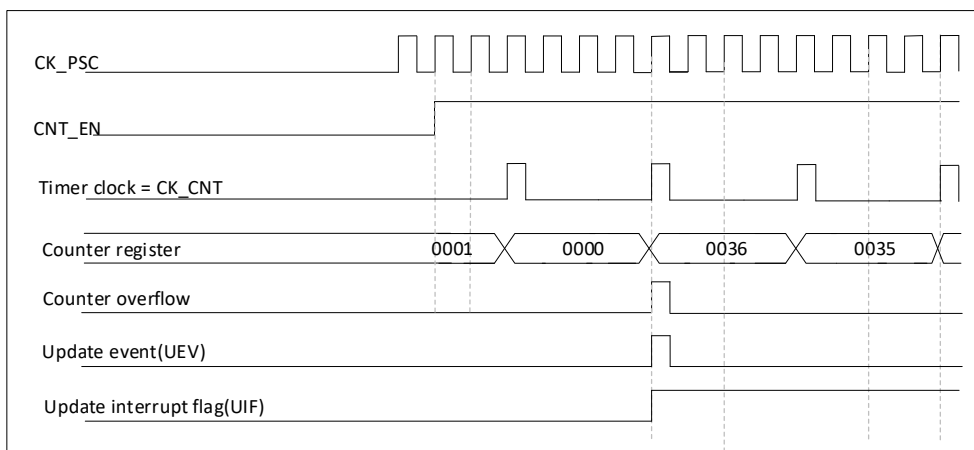 CK_PSC
CNT_EN
Timer clock = CK_CNT
Counter register 0001 0000 0036 0035
Counter overflow
Update event(UEV)
Update interrupt flag(UIF)